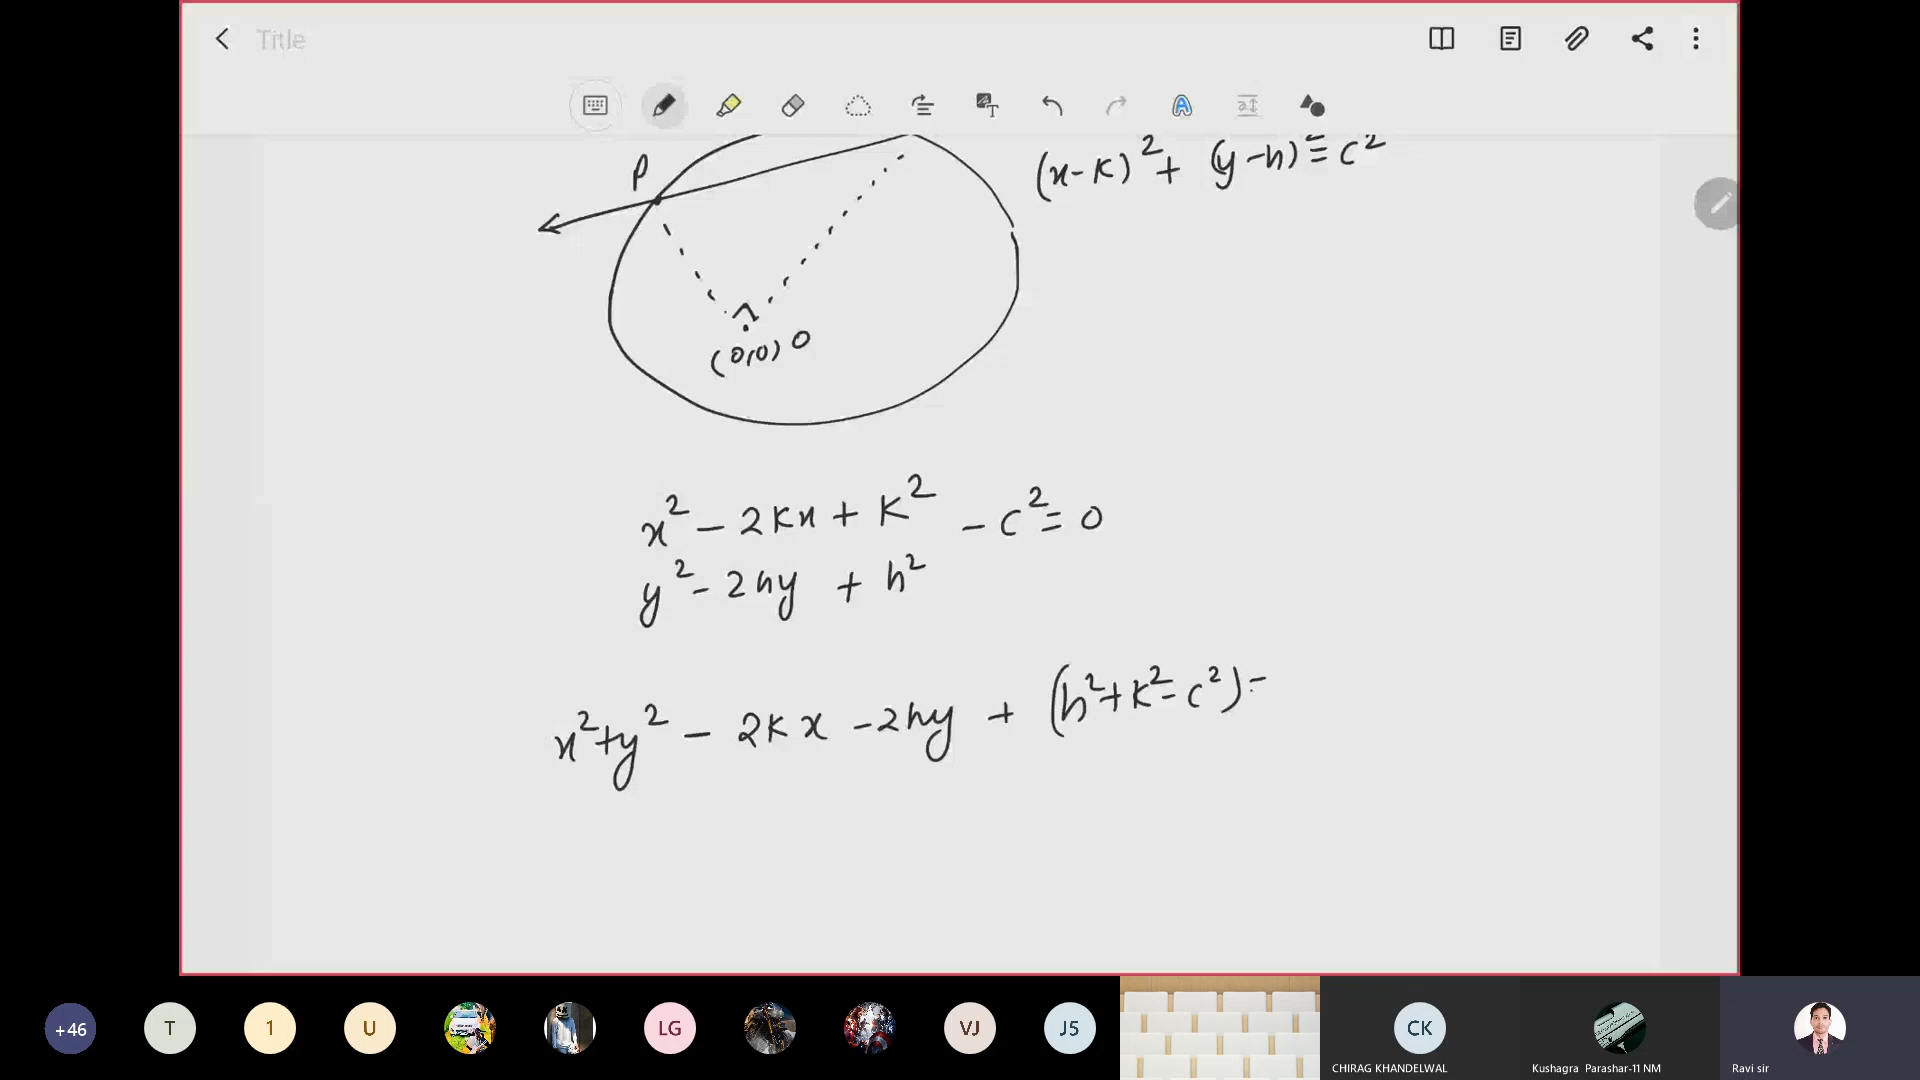 Title
P
(x-k)² + (y-h)² = c²
(0,0) O
x² - 2kx + k² - c² = 0
y² - 2hy + h²
x²+y² - 2kx - 2hy + (h²+k²-c²) =
+46
T
1
U
LG
VJ
J5
CK
CHIRAG KHANDELWAL
Kushagra Parashar-11 NM
Ravi sir